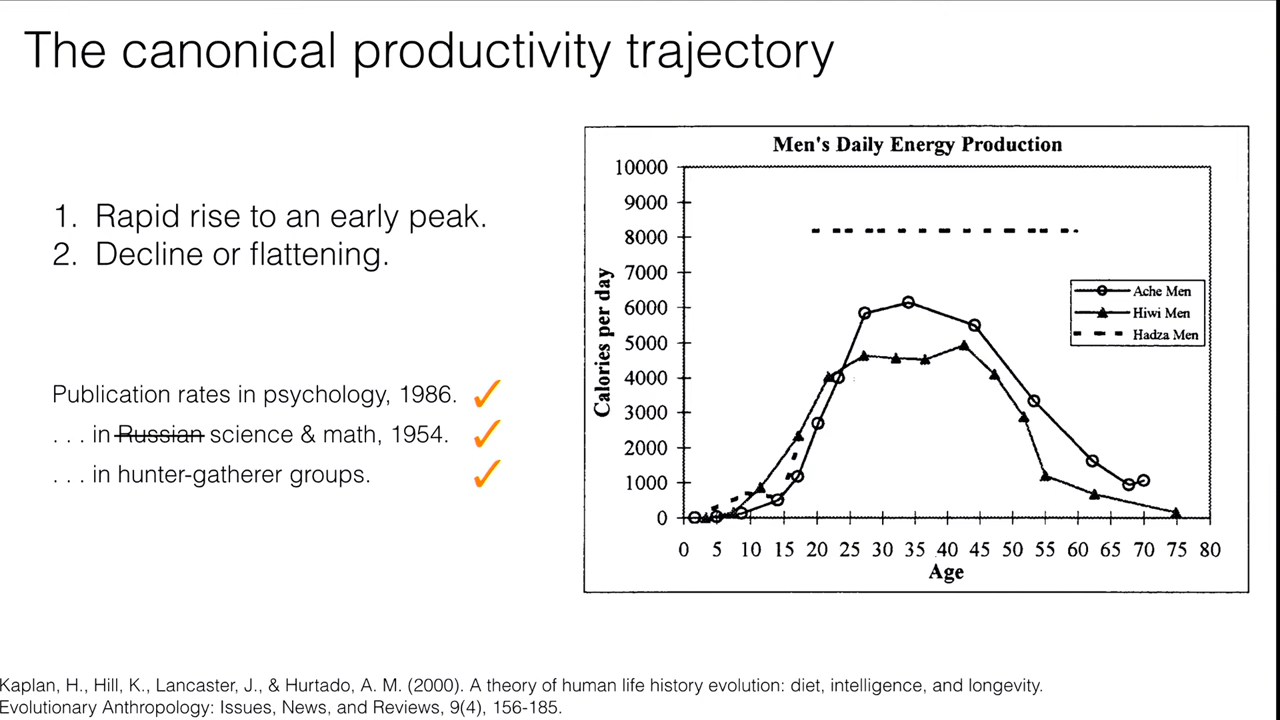 The canonical productivity trajectory
1. Rapid rise to an early peak.
2. Decline or flattening.
Publication rates in psychology, 1986. ✓
. . . in Russian science & math, 1954. ✓
. . . in hunter-gatherer groups. ✓
Men's Daily Energy Production
Calories per day
10000
9000
8000
7000
6000
5000
4000
3000
2000
1000
0
Ache Men
Hiwi Men
Hadza Men
0 5 10 15 20 25 30 35 40 45 50 55 60 65 70 75 80
Age
Kaplan, H., Hill, K., Lancaster, J., & Hurtado, A. M. (2000). A theory of human life history evolution: diet, intelligence, and longevity.
Evolutionary Anthropology: Issues, News, and Reviews, 9(4), 156-185.